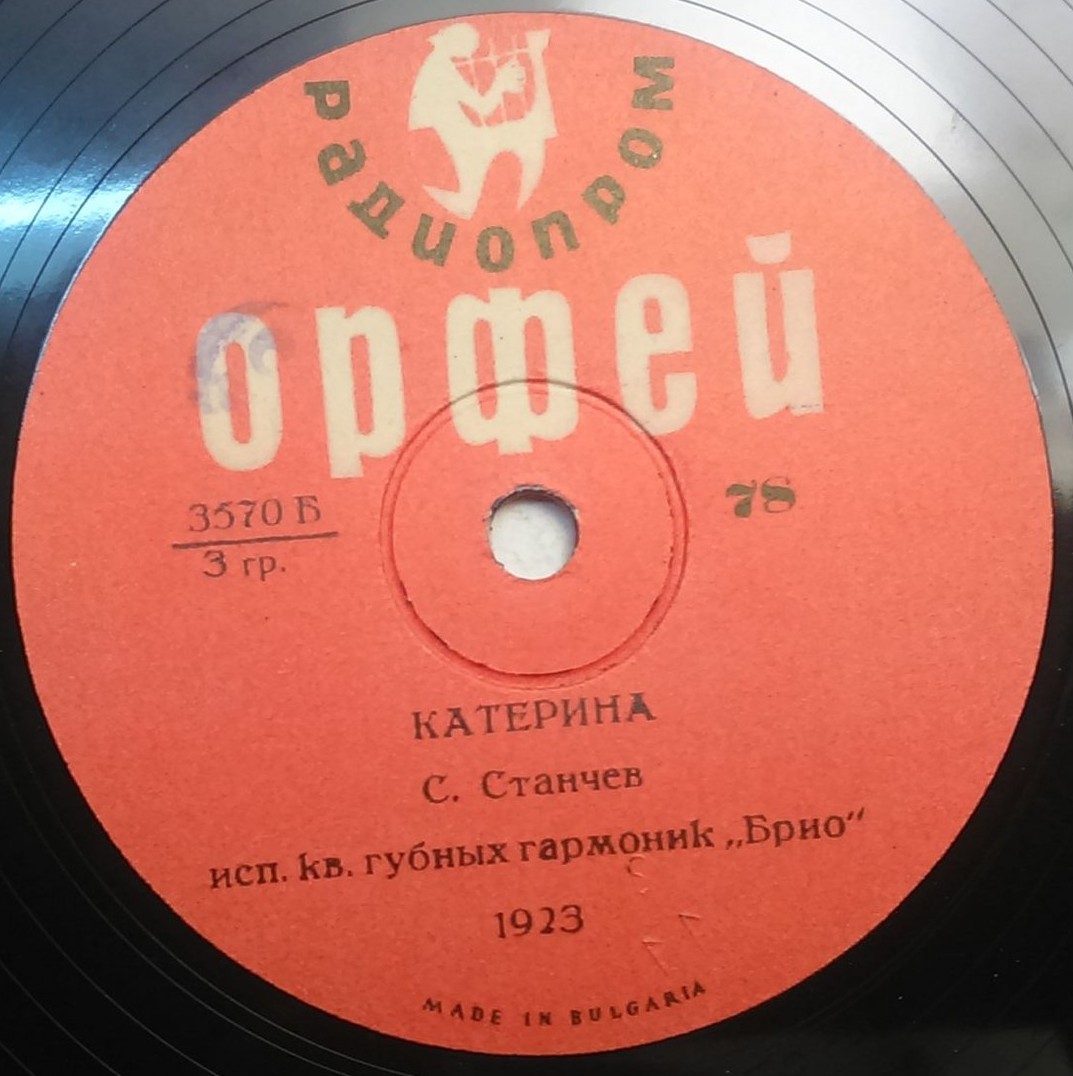 радиопром
орфей
3570 Б
3 гр.
78
КАТЕРИНА
С. Станчев
исп. кв. губных гармоник „Брио“
1923
MADE IN BULGARIA